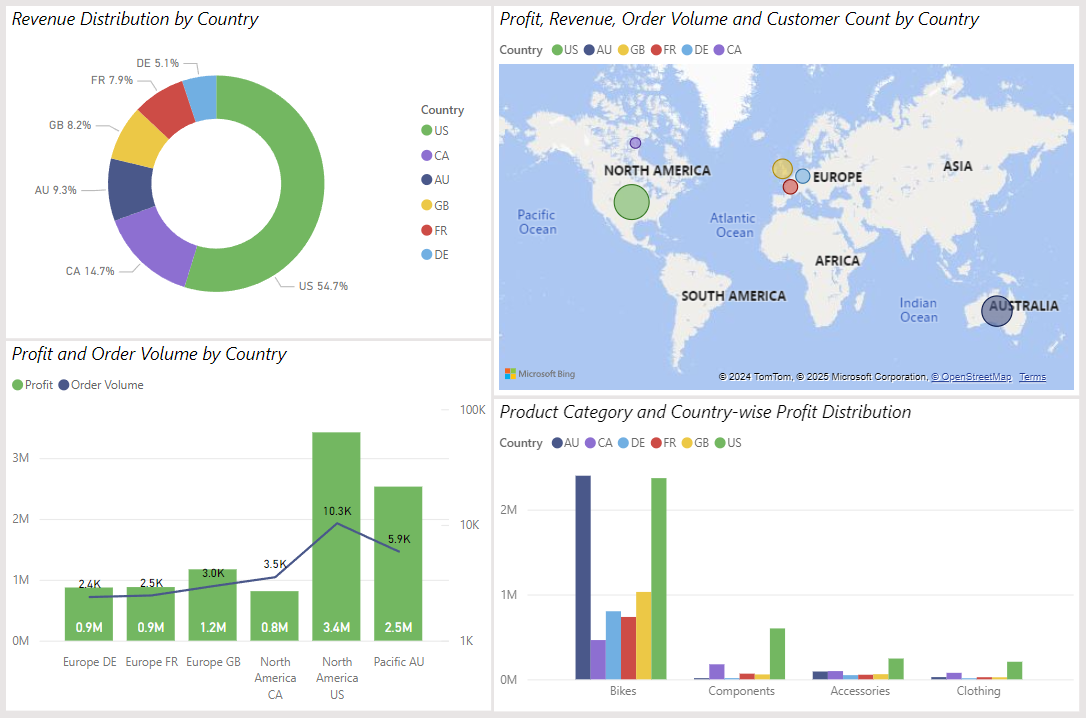 Revenue Distribution by Country
DE 5.1%
FR 7.9%
GB 8.2%
AU 9.3%
CA 14.7%
US 54.7%
Country
US
CA
AU
GB
FR
DE
Profit, Revenue, Order Volume and Customer Count by Country
Country US AU GB FR DE CA
NORTH AMERICA
EUROPE
ASIA
Pacific
Ocean
Atlantic
Ocean
AFRICA
SOUTH AMERICA
Indian
Ocean
AUSTRALIA
Microsoft Bing
© 2024 TomTom, © 2025 Microsoft Corporation, © OpenStreetMap Terms
Profit and Order Volume by Country
Profit Order Volume
100K
3M
2M
10K
1M
0M
1K
2.4K
2.5K
3.0K
3.5K
10.3K
5.9K
0.9M
0.9M
1.2M
0.8M
3.4M
2.5M
Europe DE
Europe FR
Europe GB
North
America
CA
North
America
US
Pacific AU
Product Category and Country-wise Profit Distribution
Country AU CA DE FR GB US
2M
1M
0M
Bikes
Components
Accessories
Clothing